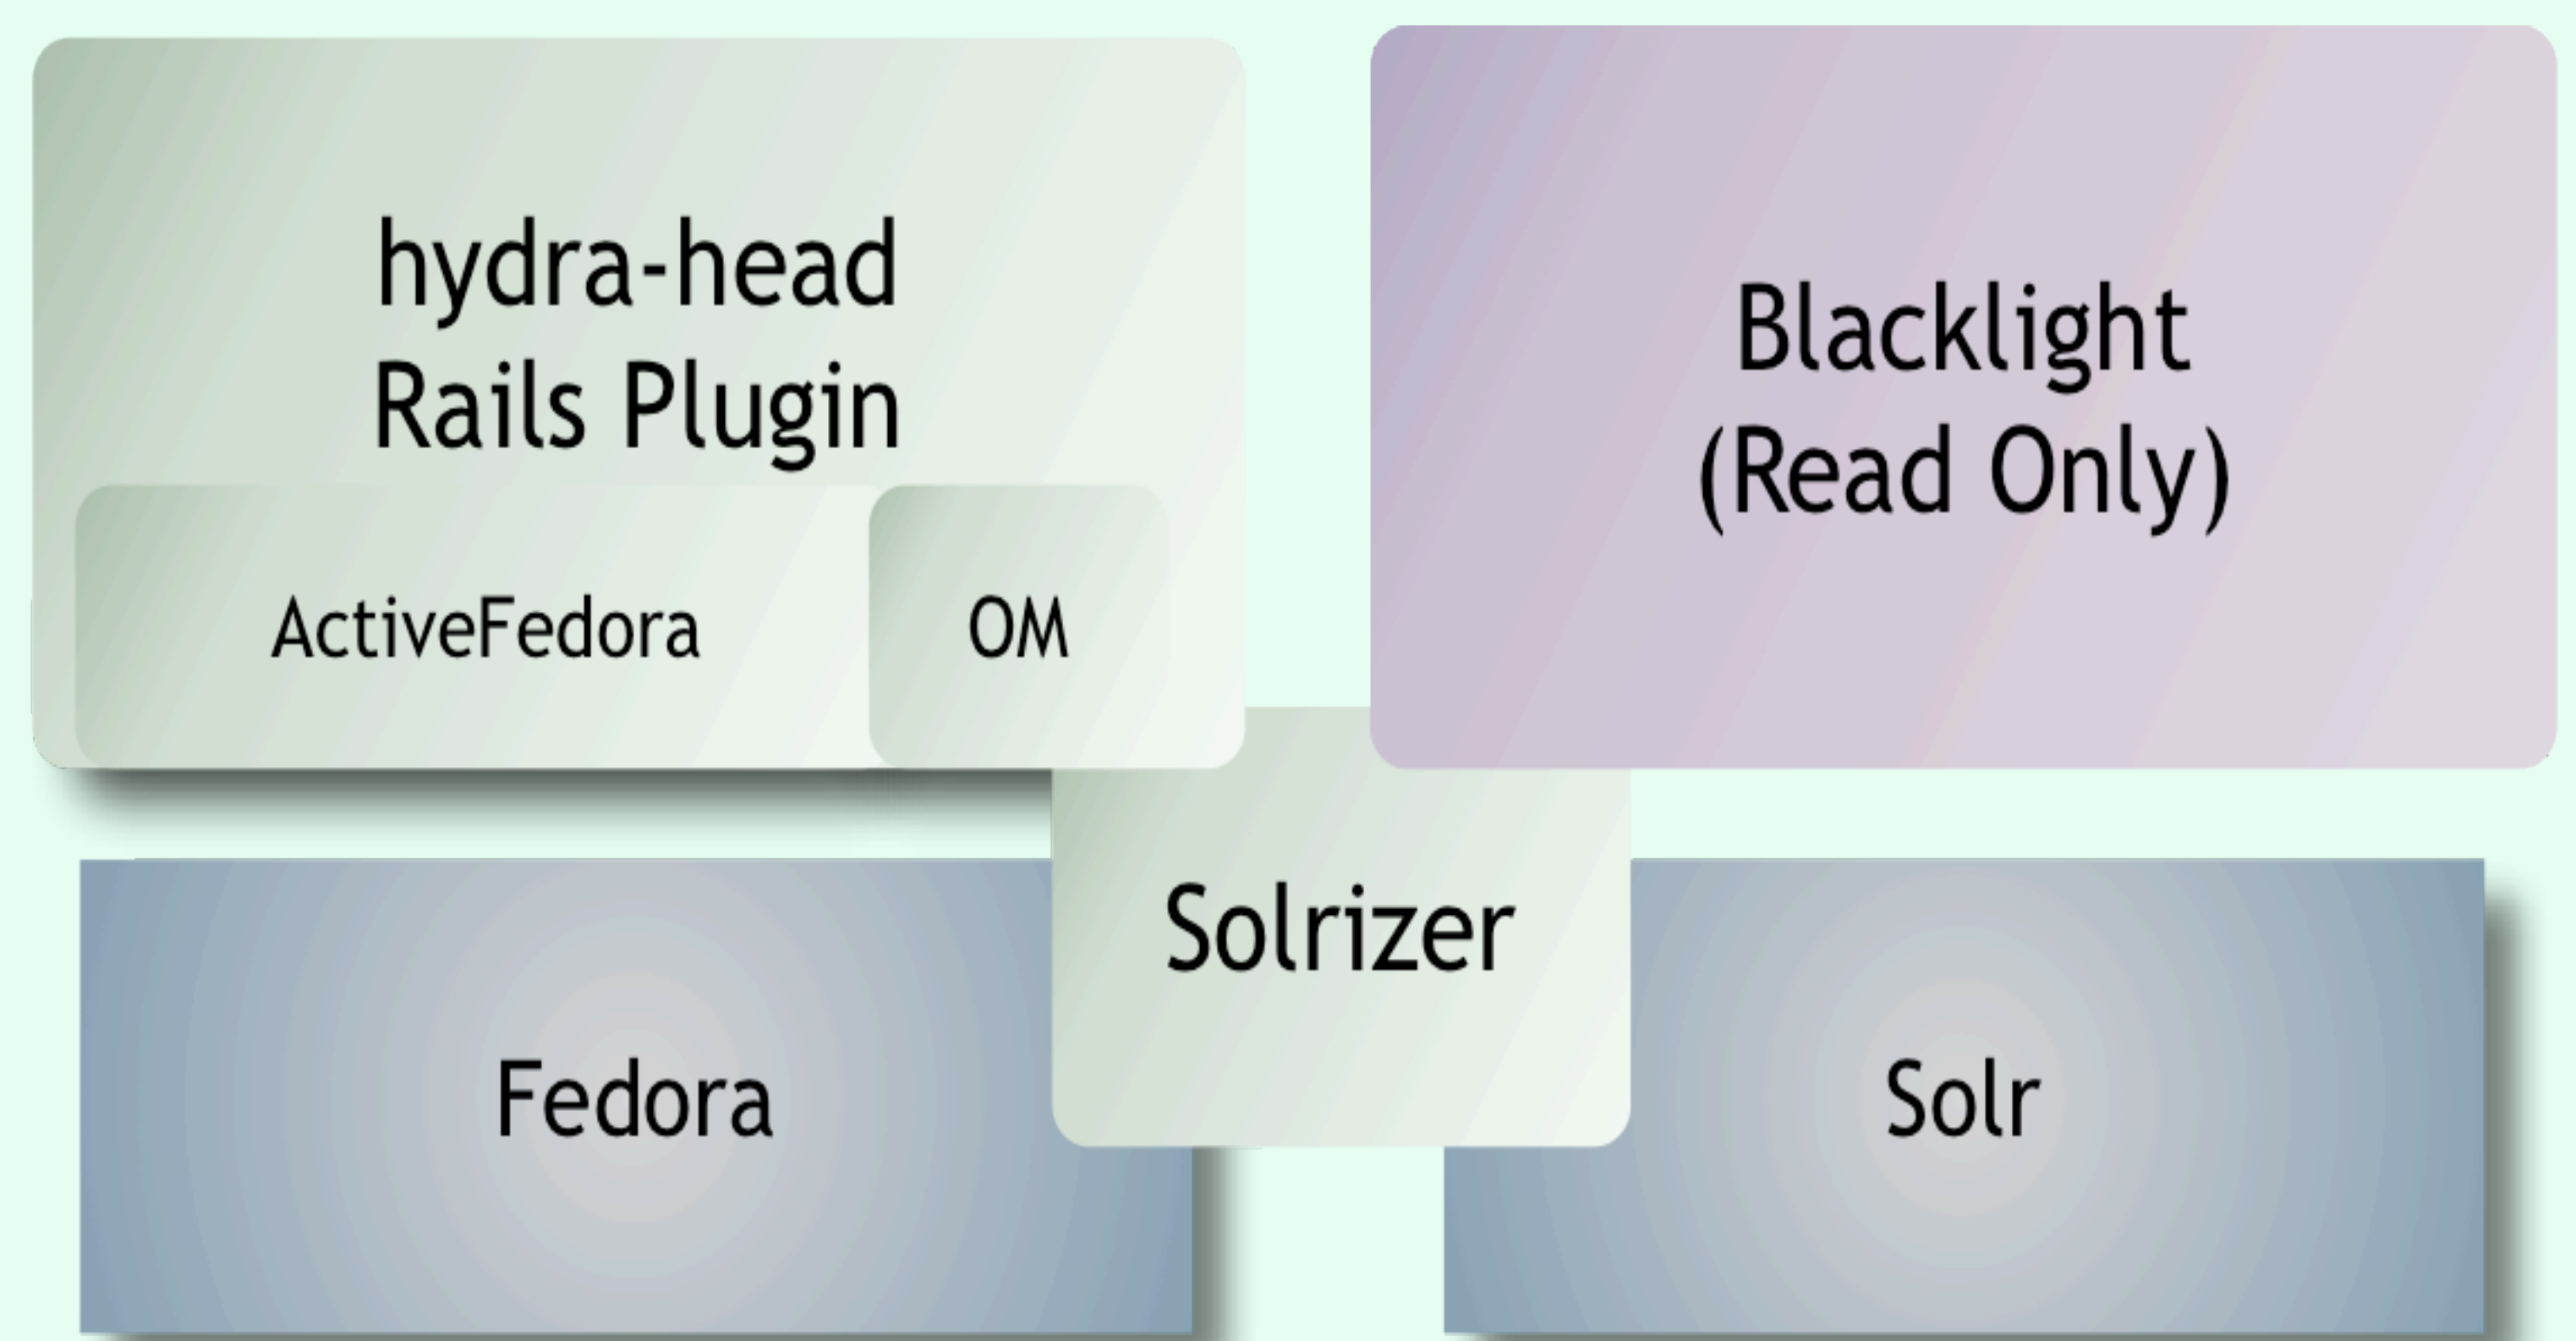 hydra-head
Rails Plugin
ActiveFedora
OM
Blacklight
(Read Only)
Solrizer
Fedora
Solr